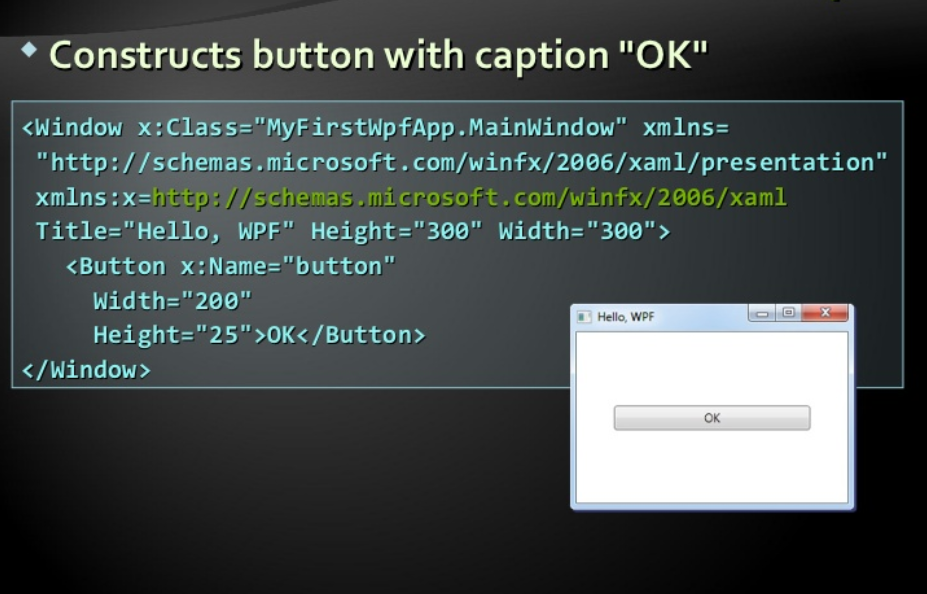 Constructs button with caption "OK"
<Window x:Class="MyFirstWpfApp.MainWindow" xmlns=
"http://schemas.microsoft.com/winfx/2006/xaml/presentation"
xmlns:x=http://schemas.microsoft.com/winfx/2006/xaml
Title="Hello, WPF" Height="300" Width="300">
<Button x:Name="button"
Width="200"
Height="25">OK</Button>
</Window>
Hello, WPF
OK